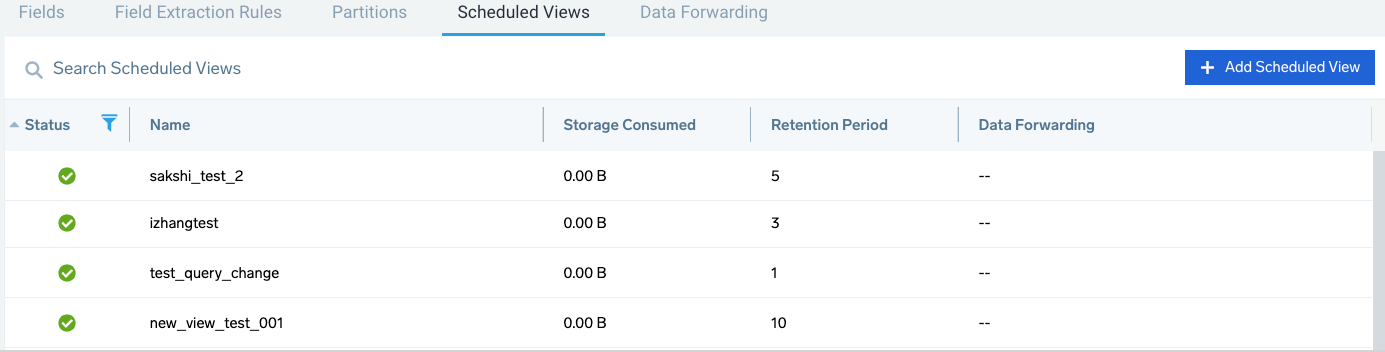 Fields Field Extraction Rules Partitions Scheduled Views Data Forwarding
Search Scheduled Views + Add Scheduled View
Status Name Storage Consumed Retention Period Data Forwarding
sakshi_test_2 0.00 B 5 --
izhangtest 0.00 B 3 --
test_query_change 0.00 B 1 --
new_view_test_001 0.00 B 10 --